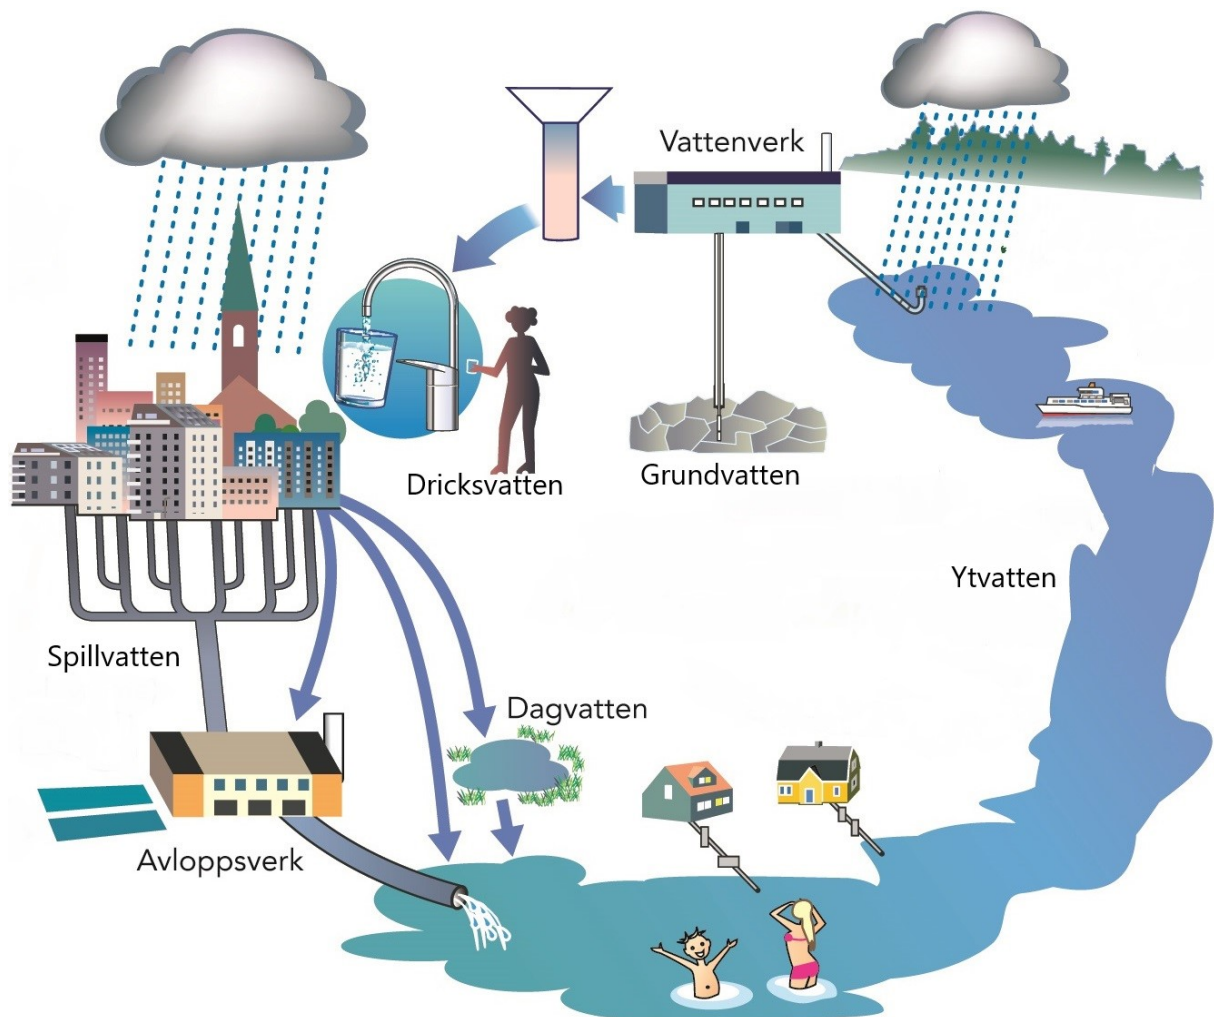 Vattenverk
Dricksvatten
Grundvatten
Ytvatten
Spillvatten
Dagvatten
Avloppsverk